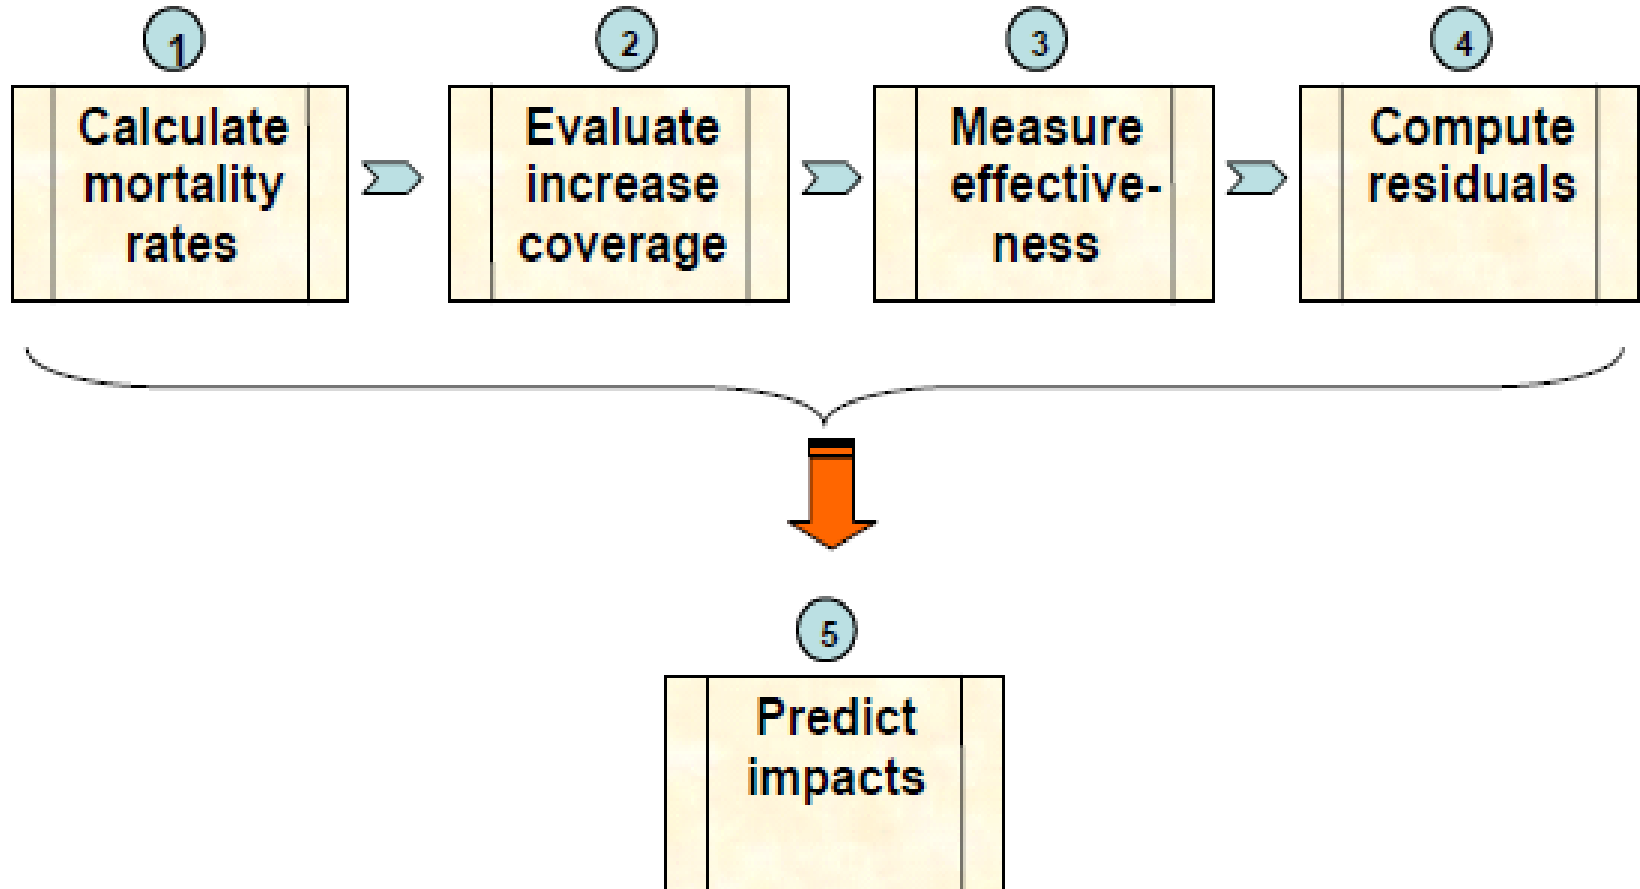 1
2
3
4
Calculate
mortality
rates
Evaluate
increase
coverage
Measure
effective-
ness
Compute
residuals
5
Predict
impacts